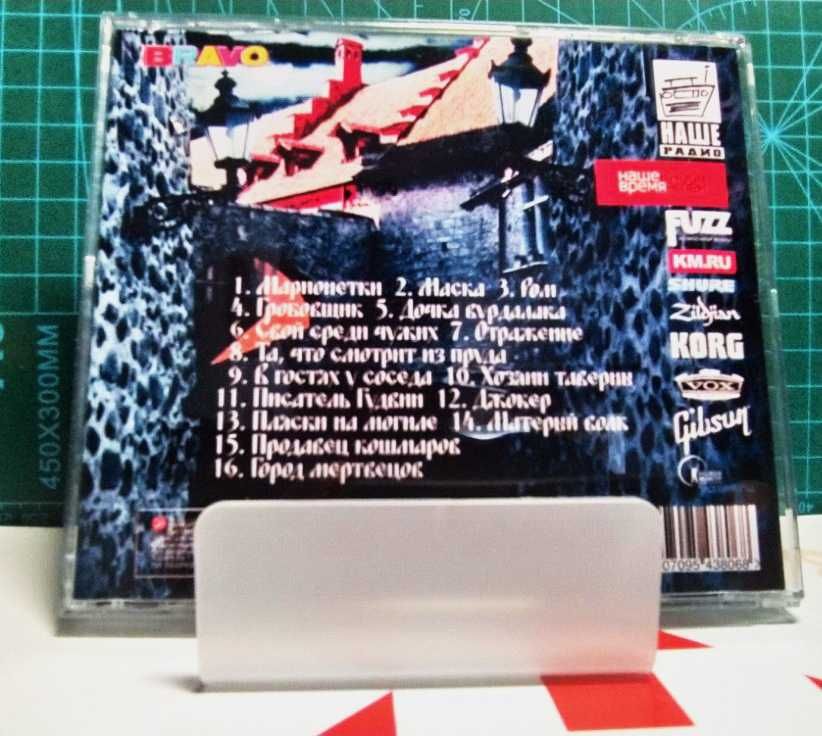 BRAVO
НАШЕ
РАДИО
наше
время
FUZZ
KM.RU
SHURE
Zildjian
KORG
VOX
Gibson
1. Марионетки 2. Маска 3. Ром
4. Гробовщик 5. Дочка вурдалака
6. Свой среди чужих 7. Отражение
8. Та, что смотрит из пруда
9. В гостях у соседа 10. Хозяин таверны
11. Писатель Гудвин 12. Джокер
13. Пляски на могиле 14. Матерый волк
15. Продавец кошмаров
16. Город мертвецов
07095 438068
450X300MM